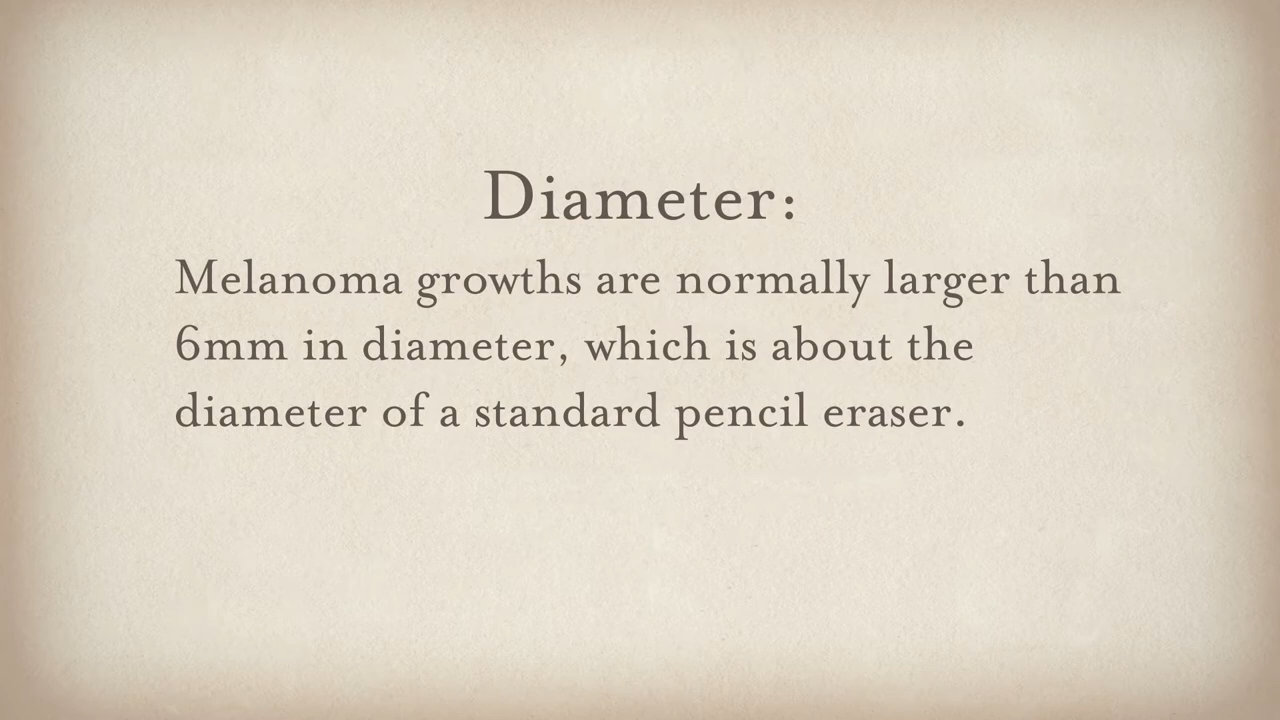 Diameter:
Melanoma growths are normally larger than
6mm in diameter, which is about the
diameter of a standard pencil eraser.